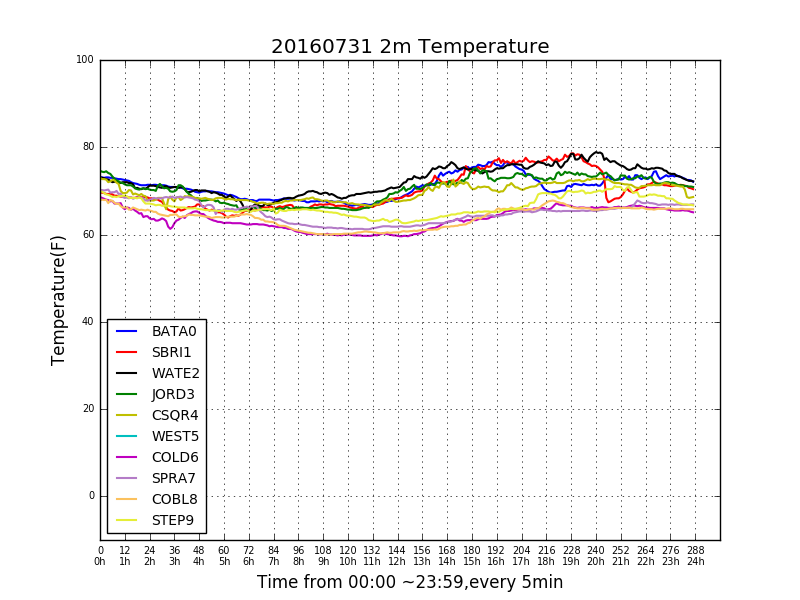 20160731 2m Temperature
100
80
60
40
20
0
Temperature(F)
BATA0
SBRI1
WATE2
JORD3
CSQR4
WEST5
COLD6
SPRA7
COBL8
STEP9
0 12 24 36 48 60 72 84 96 108 120 132 144 156 168 180 192 204 216 228 240 252 264 276 288
0h 1h 2h 3h 4h 5h 6h 7h 8h 9h 10h 11h 12h 13h 14h 15h 16h 17h 18h 19h 20h 21h 22h 23h 24h
Time from 00:00 ~23:59,every 5min